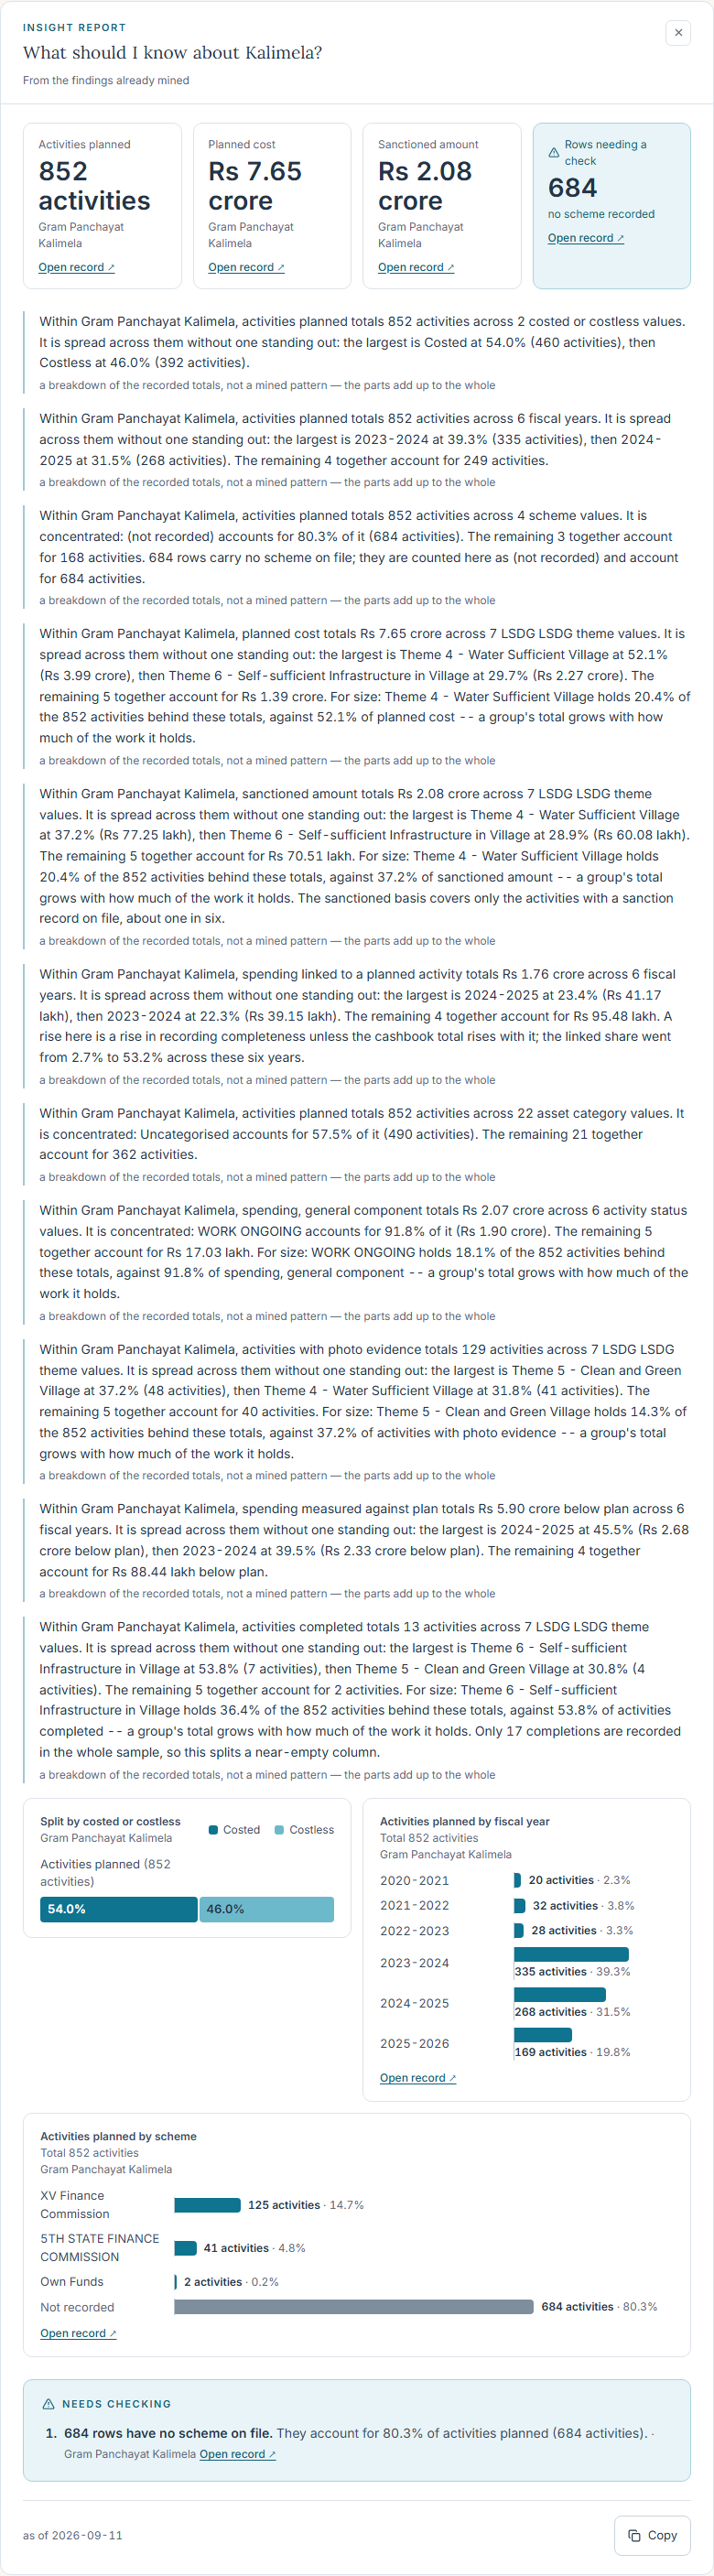 INSIGHT REPORT
What should I know about Kalimela?
From the findings already mined
Activities planned
852
activities
Gram Panchayat
Kalimela
Open record ↗
Planned cost
Rs 7.65
crore
Gram Panchayat
Kalimela
Open record ↗
Sanctioned amount
Rs 2.08
crore
Gram Panchayat
Kalimela
Open record ↗
Rows needing a
check
684
no scheme recorded
Open record ↗
Within Gram Panchayat Kalimela, activities planned totals 852 activities across 2 costed or costless values.
It is spread across them without one standing out: the largest is Costed at 54.0% (460 activities), then
Costless at 46.0% (392 activities).
a breakdown of the recorded totals, not a mined pattern — the parts add up to the whole
Within Gram Panchayat Kalimela, activities planned totals 852 activities across 6 fiscal years. It is spread
across them without one standing out: the largest is 2023-2024 at 39.3% (335 activities), then 2024-
2025 at 31.5% (268 activities). The remaining 4 together account for 249 activities.
a breakdown of the recorded totals, not a mined pattern — the parts add up to the whole
Within Gram Panchayat Kalimela, activities planned totals 852 activities across 4 scheme values. It is
concentrated: (not recorded) accounts for 80.3% of it (684 activities). The remaining 3 together account
for 168 activities. 684 rows carry no scheme on file; they are counted here as (not recorded) and account
for 684 activities.
a breakdown of the recorded totals, not a mined pattern — the parts add up to the whole
Within Gram Panchayat Kalimela, planned cost totals Rs 7.65 crore across 7 LSDG LSDG theme values. It is
spread across them without one standing out: the largest is Theme 4 - Water Sufficient Village at 52.1%
(Rs 3.99 crore), then Theme 6 - Self-sufficient Infrastructure in Village at 29.7% (Rs 2.27 crore). The
remaining 5 together account for Rs 1.39 crore. For size: Theme 4 - Water Sufficient Village holds 20.4% of
the 852 activities behind these totals, against 52.1% of planned cost -- a group's total grows with how
much of the work it holds.
a breakdown of the recorded totals, not a mined pattern — the parts add up to the whole
Within Gram Panchayat Kalimela, sanctioned amount totals Rs 2.08 crore across 7 LSDG LSDG theme
values. It is spread across them without one standing out: the largest is Theme 4 - Water Sufficient Village
at 37.2% (Rs 77.25 lakh), then Theme 6 - Self-sufficient Infrastructure in Village at 28.9% (Rs 60.08 lakh).
The remaining 5 together account for Rs 70.51 lakh. For size: Theme 4 - Water Sufficient Village holds
20.4% of the 852 activities behind these totals, against 37.2% of sanctioned amount -- a group's total
grows with how much of the work it holds. The sanctioned basis covers only the activities with a sanction
record on file, about one in six.
a breakdown of the recorded totals, not a mined pattern — the parts add up to the whole
Within Gram Panchayat Kalimela, spending linked to a planned activity totals Rs 1.76 crore across 6 fiscal
years. It is spread across them without one standing out: the largest is 2024-2025 at 23.4% (Rs 41.17
lakh), then 2023-2024 at 22.3% (Rs 39.15 lakh). The remaining 4 together account for Rs 95.48 lakh. A
rise here is a rise in recording completeness unless the cashbook total rises with it; the linked share went
from 2.7% to 53.2% across these six years.
a breakdown of the recorded totals, not a mined pattern — the parts add up to the whole
Within Gram Panchayat Kalimela, activities planned totals 852 activities across 22 asset category values. It
is concentrated: Uncategorised accounts for 57.5% of it (490 activities). The remaining 21 together
account for 362 activities.
a breakdown of the recorded totals, not a mined pattern — the parts add up to the whole
Within Gram Panchayat Kalimela, spending, general component totals Rs 2.07 crore across 6 activity status
values. It is concentrated: WORK ONGOING accounts for 91.8% of it (Rs 1.90 crore). The remaining 5
together account for Rs 17.03 lakh. For size: WORK ONGOING holds 18.1% of the 852 activities behind
these totals, against 91.8% of spending, general component -- a group's total grows with how much of the
work it holds.
a breakdown of the recorded totals, not a mined pattern — the parts add up to the whole
Within Gram Panchayat Kalimela, activities with photo evidence totals 129 activities across 7 LSDG LSDG
theme values. It is spread across them without one standing out: the largest is Theme 5 - Clean and Green
Village at 37.2% (48 activities), then Theme 4 - Water Sufficient Village at 31.8% (41 activities). The
remaining 5 together account for 40 activities. For size: Theme 5 - Clean and Green Village holds 14.3% of
the 852 activities behind these totals, against 37.2% of activities with photo evidence -- a group's total
grows with how much of the work it holds.
a breakdown of the recorded totals, not a mined pattern — the parts add up to the whole
Within Gram Panchayat Kalimela, spending measured against plan totals Rs 5.90 crore below plan across 6
fiscal years. It is spread across them without one standing out: the largest is 2024-2025 at 45.5% (Rs 2.68
crore below plan), then 2023-2024 at 39.5% (Rs 2.33 crore below plan). The remaining 4 together
account for Rs 88.44 lakh below plan.
a breakdown of the recorded totals, not a mined pattern — the parts add up to the whole
Within Gram Panchayat Kalimela, activities completed totals 13 activities across 7 LSDG LSDG theme
values. It is spread across them without one standing out: the largest is Theme 6 - Self-sufficient
Infrastructure in Village at 53.8% (7 activities), then Theme 5 - Clean and Green Village at 30.8% (4
activities). The remaining 5 together account for 2 activities. For size: Theme 6 - Self-sufficient
Infrastructure in Village holds 36.4% of the 852 activities behind these totals, against 53.8% of activities
completed -- a group's total grows with how much of the work it holds. Only 17 completions are recorded
in the whole sample, so this splits a near-empty column.
a breakdown of the recorded totals, not a mined pattern — the parts add up to the whole
Split by costed or costless
Gram Panchayat Kalimela
Costed
Costless
Activities planned (852
activities)
54.0%
46.0%
Activities planned by fiscal year
Total 852 activities
Gram Panchayat Kalimela
2020-2021 20 activities · 2.3%
2021-2022 32 activities · 3.8%
2022-2023 28 activities · 3.3%
2023-2024 335 activities · 39.3%
2024-2025 268 activities · 31.5%
2025-2026 169 activities · 19.8%
Open record ↗
Activities planned by scheme
Total 852 activities
Gram Panchayat Kalimela
XV Finance
Commission
125 activities · 14.7%
5TH STATE FINANCE
COMMISSION
41 activities · 4.8%
Own Funds 2 activities · 0.2%
Not recorded 684 activities · 80.3%
Open record ↗
NEEDS CHECKING
1. 684 rows have no scheme on file. They account for 80.3% of activities planned (684 activities). ·
Gram Panchayat Kalimela Open record ↗
as of 2026-09-11
Copy